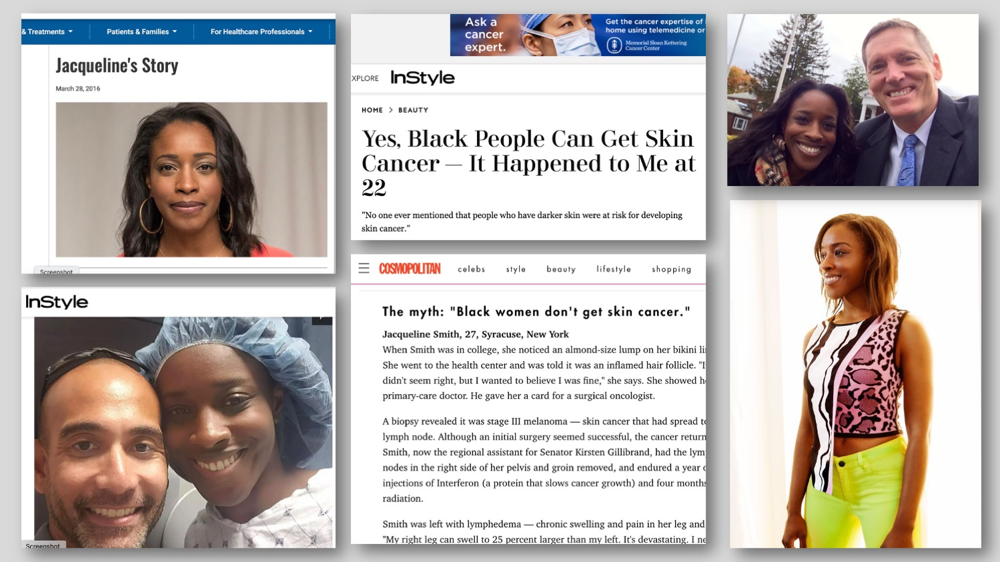 & Treatments
Patients & Families
For Healthcare Professionals
Jacqueline's Story
March 28, 2016
Screenshot
InStyle
Screenshot
Ask a
cancer
expert.
Get the cancer expertise of
home using telemedicine or
Memorial Sloan Kettering
Cancer Center
XPLORE
InStyle
HOME > BEAUTY
Yes, Black People Can Get Skin
Cancer — It Happened to Me at
22
"No one ever mentioned that people who have darker skin were at risk for developing
skin cancer."
COSMOPOLITAN
celebs
style
beauty
lifestyle
shopping
The myth: "Black women don't get skin cancer."
Jacqueline Smith, 27, Syracuse, New York
When Smith was in college, she noticed an almond-size lump on her bikini
She went to the health center and was told it was an inflamed hair follicle.
didn't seem right, but I wanted to believe I was fine," she says. She showed
primary-care doctor. He gave her a card for a surgical oncologist.
A biopsy revealed it was stage III melanoma — skin cancer that had spread
lymph node. Although an initial surgery seemed successful, the cancer return
Smith, now the regional assistant for Senator Kirsten Gillibrand, had the lym
nodes in the right side of her pelvis and groin removed, and endured a year
injections of Interferon (a protein that slows cancer growth) and four months
radiation.
Smith was left with lymphedema — chronic swelling and pain in her leg and
"My right leg can swell to 25 percent larger than my left. It's devastating. I